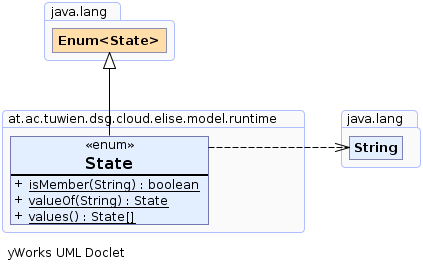 java.lang
Enum<State>
at.ac.tuwien.dsg.cloud.elise.model.runtime
«enum»
State
+ isMember(String) : boolean
+ valueOf(String) : State
+ values() : State[]
java.lang
String
yWorks UML Doclet